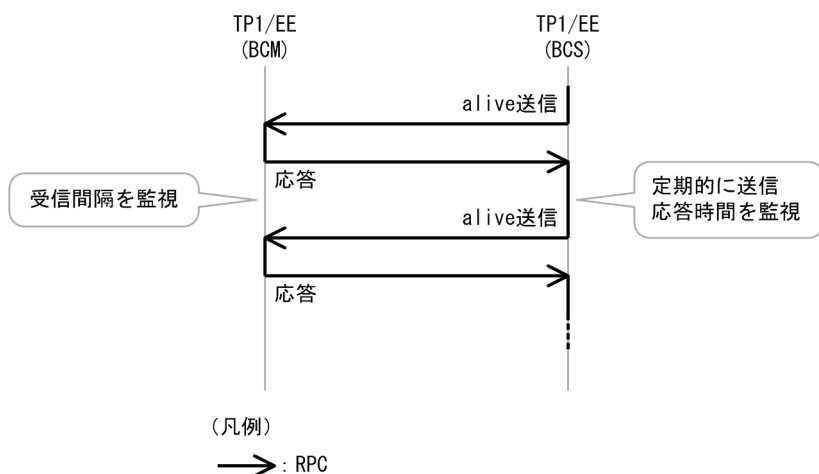 TP1/EE
(BCM)
TP1/EE
(BCS)
alive送信
応答
受信間隔を監視
定期的に送信
応答時間を監視
alive送信
応答
(凡例)
: RPC